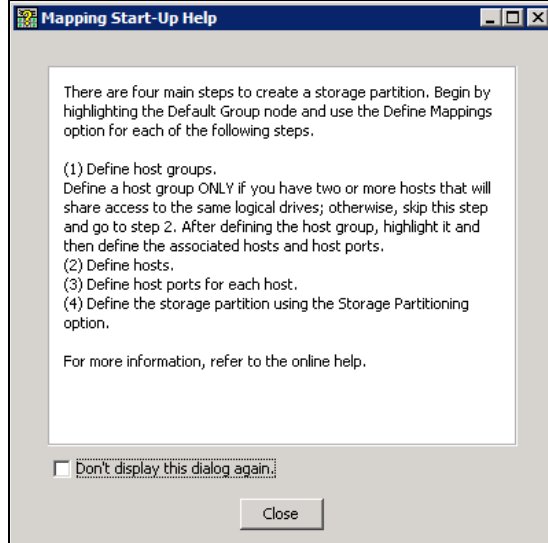 Mapping Start-Up Help
There are four main steps to create a storage partition. Begin by
highlighting the Default Group node and use the Define Mappings
option for each of the following steps.
(1) Define host groups.
Define a host group ONLY if you have two or more hosts that will
share access to the same logical drives; otherwise, skip this step
and go to step 2. After defining the host group, highlight it and
then define the associated hosts and host ports.
(2) Define hosts.
(3) Define host ports for each host.
(4) Define the storage partition using the Storage Partitioning
option.
For more information, refer to the online help.
Don't display this dialog again.
Close